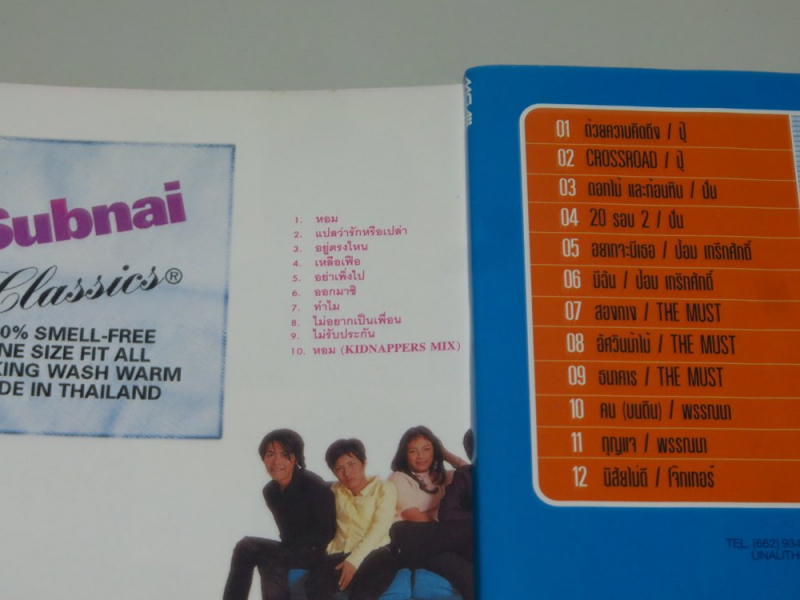 Subnai
Classics®
0% SMELL-FREE
NE SIZE FIT ALL
KING WASH WARM
DE IN THAILAND
1. หอม
2. แปลว่ารักหรือเปล่า
3. อยู่ตรงไหน
4. เหลือเฟือ
5. อย่าเพิ่งไป
6. ออกมาซิ
7. ทำไม
8. ไม่อยากเป็นเพื่อน
9. ไม่รับประกัน
10. หอม (KIDNAPPERS MIX)
01 ด้วยความคิดถึง / ปุ๋
02 CROSSROAD / ปุ๋
03 ดอกไม้ และก้อนหิน / ปั่น
04 20 รอบ 2 / ปั่น
05 อยากจะมีเธอ / ป้อม เกริกศักดิ์
06 มีฉัน / ป้อม เกริกศักดิ์
07 สองทาง / THE MUST
08 อัศวินม้าไม้ / THE MUST
09 ธนาคาร / THE MUST
10 คน (บนดิน) / พรรณนา
11 กุญแจ / พรรณนา
12 นิสัยไม่ดี / โจ๊กเกอร์
TEL. (662) 934
UNAUTH